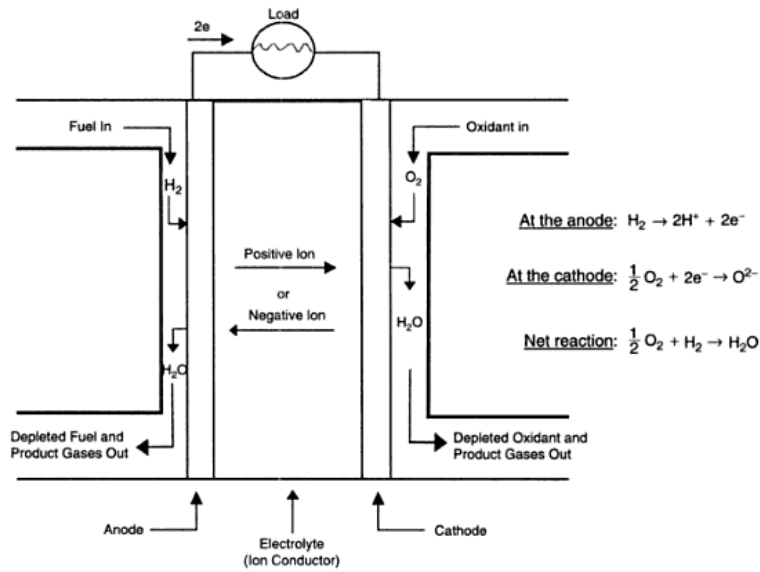 Load
2e
Fuel In
Oxidant in
H₂
O₂
At the anode: H₂ → 2H⁺ + 2e⁻
Positive Ion
At the cathode: ½ O₂ + 2e⁻ → O²⁻
or
Negative Ion
H₂O
Net reaction: ½ O₂ + H₂ → H₂O
H₂O
Depleted Fuel and
Product Gases Out
Depleted Oxidant and
Product Gases Out
Anode
Cathode
Electrolyte
(Ion Conductor)